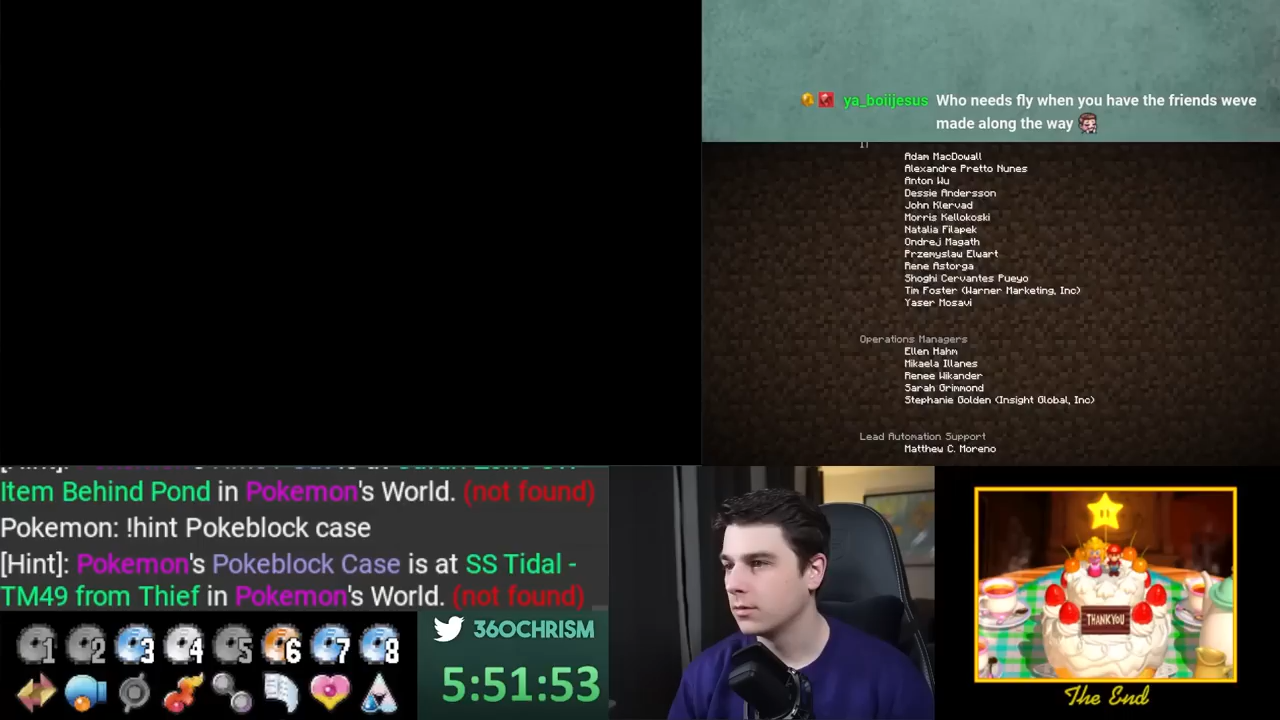 ya_boiijesus Who needs fly when you have the friends weve
made along the way
IT
Adam MacDowall
Alexandre Pretto Nunes
Anton Wu
Dessie Andersson
John Klervad
Morris Kellokoski
Natalia Filapek
Ondrej Magath
Przemyslaw Elwart
Rene Astorga
Shoghi Cervantes Pueyo
Tim Foster (Warner Marketing, Inc)
Yaser Mosavi
Operations Managers
Ellen Hahm
Mikaela Illanes
Renee Wikander
Sarah Grimmond
Stephanie Golden (Insight Global, Inc)
Lead Automation Support
Matthew C. Moreno
Item Behind Pond in Pokemon's World. (not found)
Pokemon: !hint Pokeblock case
[Hint]: Pokemon's Pokeblock Case is at SS Tidal -
TM49 from Thief in Pokemon's World. (not found)
1 2 3 4 5 6 7 8
360CHRISM
5:51:53
THANK YOU
The End